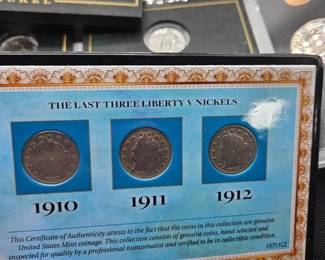 THE LAST THREE LIBERTY V NICKELS
1910 1911 1912
This Certificate of Authenticity attests to the fact that the coins in this collection are genuine
United States Mint coinage. This collection consists of genuine coins, hand selected and
inspected for quality by a professional numismatist and verified to be in collectible condition.